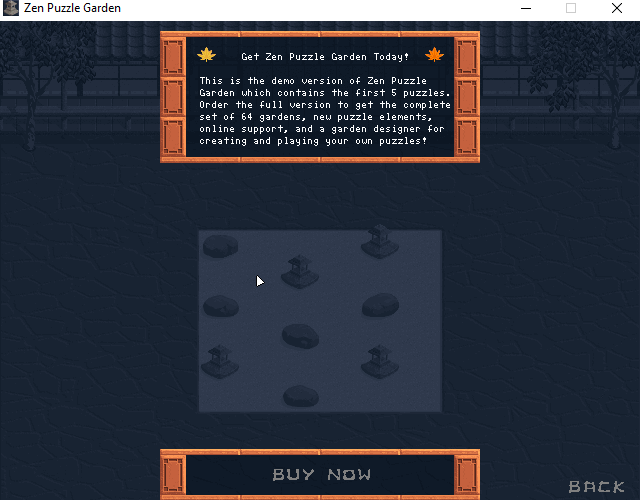 Zen Puzzle Garden
Get Zen Puzzle Garden Today!
This is the demo version of Zen Puzzle
Garden which contains the first 5 puzzles.
Order the full version to get the complete
set of 64 gardens, new puzzle elements,
online support, and a garden designer for
creating and playing your own puzzles!
BUY NOW
BACK